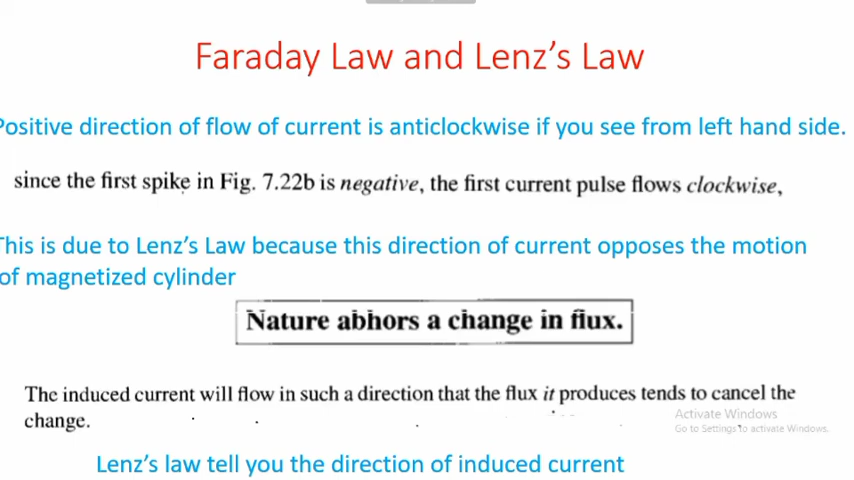 Faraday Law and Lenz's Law
Positive direction of flow of current is anticlockwise if you see from left hand side.
since the first spike in Fig. 7.22b is negative, the first current pulse flows clockwise,
This is due to Lenz's Law because this direction of current opposes the motion
of magnetized cylinder
Nature abhors a change in flux.
The induced current will flow in such a direction that the flux it produces tends to cancel the
change.
Activate Windows
Go to Settings to activate Windows.
Lenz's law tell you the direction of induced current